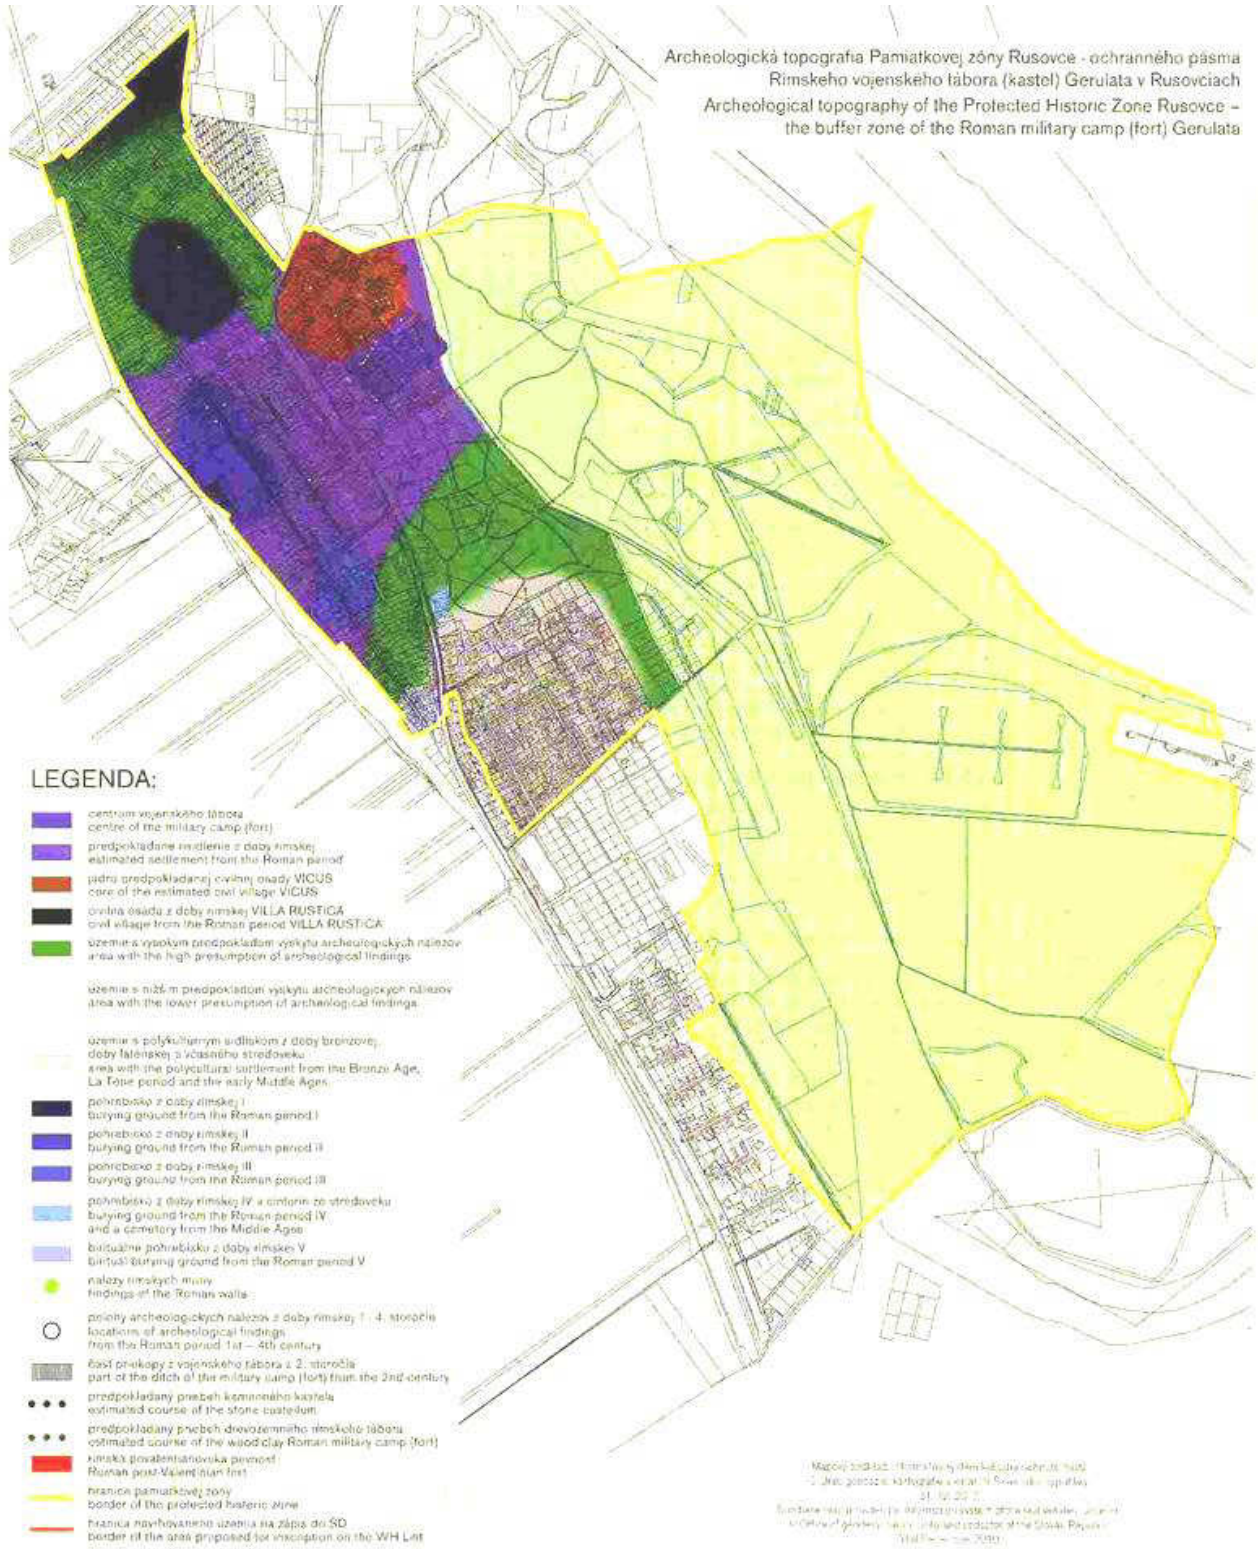 Archeologická topografia Pamiatkovej zóny Rusovce - ochranného pásma
Rímskeho vojenského tábora (kastel) Gerulata v Rusovciach
Archeological topography of the Protected Historic Zone Rusovce –
the buffer zone of the Roman military camp (fort) Gerulata
LEGENDA:
centrum vojenského tábora
centre of the military camp (fort)
predpokladané osídlenie z doby rímskej
estimated settlement from the Roman period
jadro predpokladanej civilnej osady VICUS
core of the estimated civil village VICUS
civilná osada z doby rímskej VILLA RUSTICA
civil village from the Roman period VILLA RUSTICA
územie s vysokým predpokladom výskytu archeologických nálezov
area with the high presumption of archeological findings
územie s nižším predpokladom výskytu archeologických nálezov
area with the lower presumption of archeological findings
územie s polykultúrnym sídliskom z doby bronzovej,
doby laténskej a včasného stredoveku
area with the polycultural settlement from the Bronze Age,
La Tène period and the early Middle Ages
pohrebisko z doby rímskej I
burying ground from the Roman period I
pohrebisko z doby rímskej II
burying ground from the Roman period II
pohrebisko z doby rímskej III
burying ground from the Roman period III
pohrebisko z doby rímskej IV a cintorín zo stredoveku
burying ground from the Roman period IV
and a cemetery from the Middle Ages
birituálne pohrebisko z doby rímskej V
biritual burying ground from the Roman period V
nálezy rímskych múrov
findings of the Roman walls
polohy archeologických nálezov z doby rímskej 1 - 4. storočie
locations of archeological findings
from the Roman period 1st – 4th century
časť priekopy z vojenského tábora z 2. storočia
part of the ditch of the military camp (fort) from the 2nd century
predpokladaný priebeh kamenného kastela
estimated course of the stone castellum
predpokladaný priebeh drevozemného rímskeho tábora
estimated course of the wood clay Roman military camp (fort)
rímska povalentiánovská pevnosť
Roman post-Valentinian fort
hranica pamiatkovej zóny
border of the protected historic zone
hranica navrhovaného územia na zápis do SD
border of the area proposed for inscription on the WH List